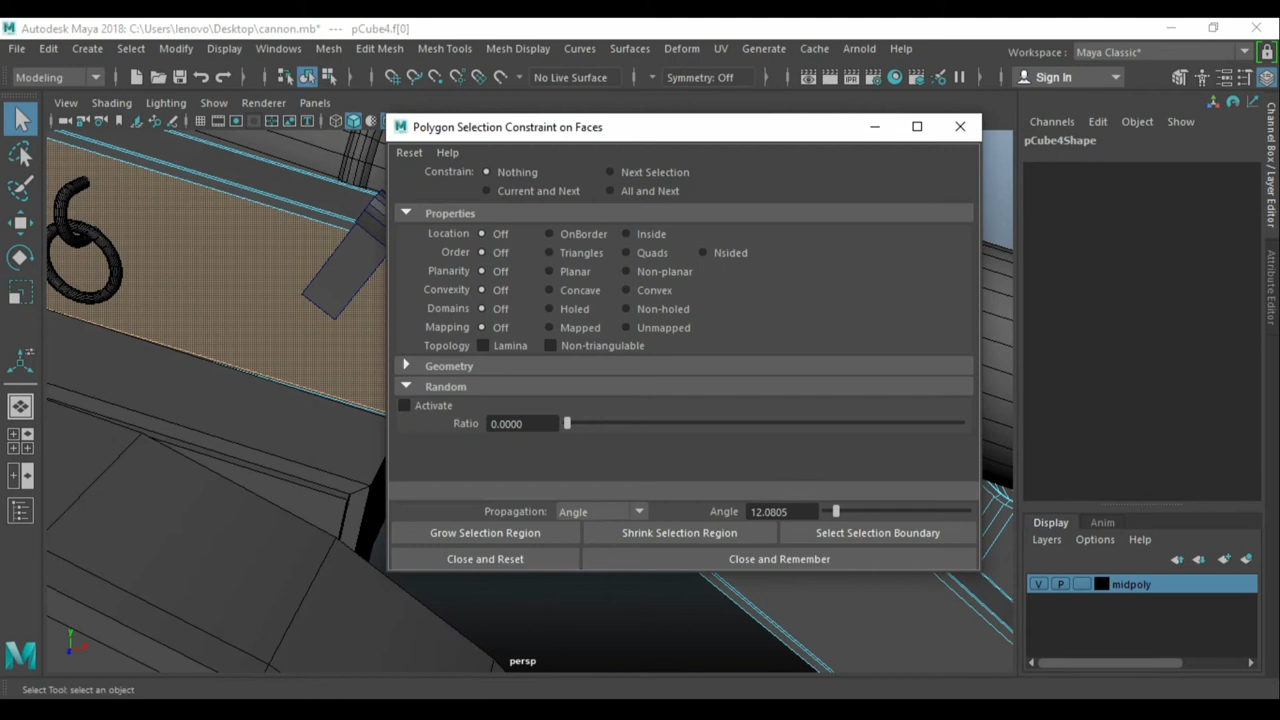 Autodesk Maya 2018: C:\Users\lenovo\Desktop\cannon.mb* --- pCube4.f[0]
File Edit Create Select Modify Display Windows Mesh Edit Mesh Mesh Tools Mesh Display Curves Surfaces Deform UV Generate Cache Arnold Help
Workspace : Maya Classic*
Modeling
No Live Surface
Symmetry: Off
Sign In
View Shading Lighting Show Renderer Panels
Polygon Selection Constraint on Faces
Reset Help
Constrain: Nothing Next Selection
Current and Next All and Next
Properties
Location Off OnBorder Inside
Order Off Triangles Quads Nsided
Planarity Off Planar Non-planar
Convexity Off Concave Convex
Domains Off Holed Non-holed
Mapping Off Mapped Unmapped
Topology Lamina Non-triangulable
Geometry
Random
Activate
Ratio 0.0000
Propagation: Angle Angle 12.0805
Grow Selection Region Shrink Selection Region Select Selection Boundary
Close and Reset Close and Remember
Channels Edit Object Show
pCube4Shape
Channel Box / Layer Editor
Attribute Editor
Display Anim
Layers Options Help
V P midpoly
persp
y
M
Select Tool: select an object